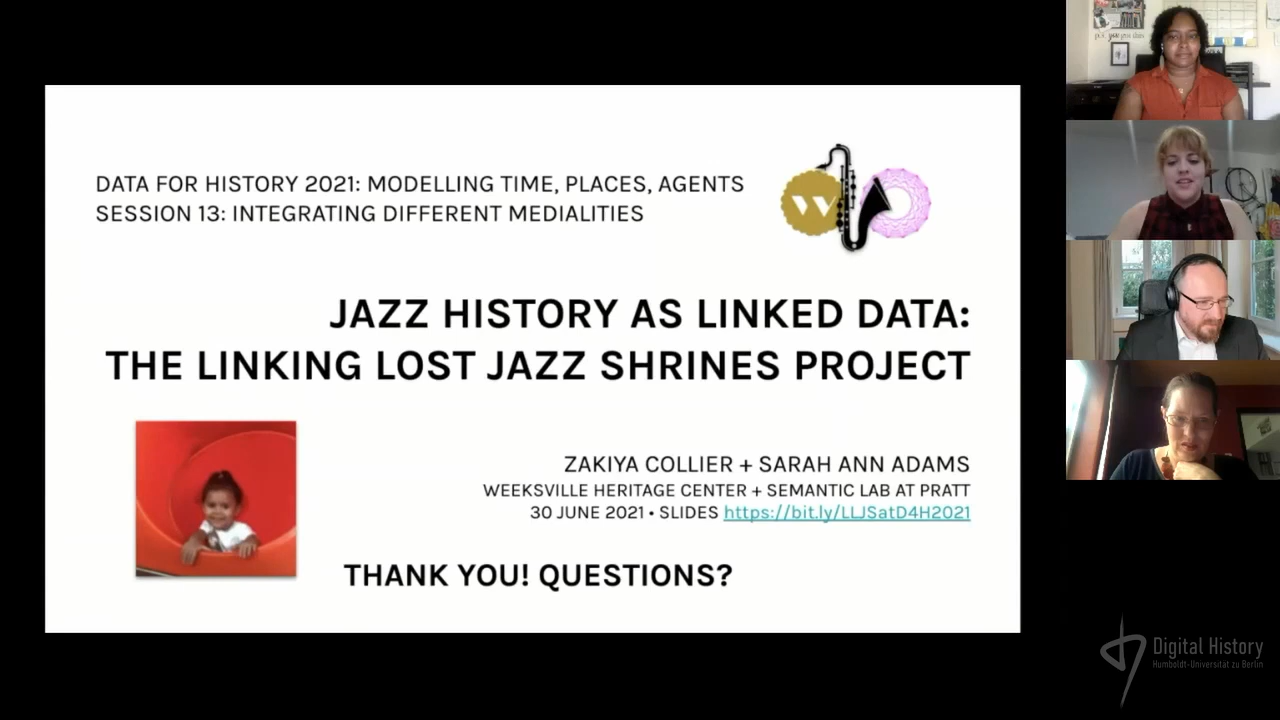 DATA FOR HISTORY 2021: MODELLING TIME, PLACES, AGENTS
SESSION 13: INTEGRATING DIFFERENT MEDIALITIES
W
JAZZ HISTORY AS LINKED DATA:
THE LINKING LOST JAZZ SHRINES PROJECT
ZAKIYA COLLIER + SARAH ANN ADAMS
WEEKSVILLE HERITAGE CENTER + SEMANTIC LAB AT PRATT
30 JUNE 2021 • SLIDES https://bit.ly/LLJSatD4H2021
THANK YOU! QUESTIONS?
Digital History
Humboldt-Universität zu Berlin